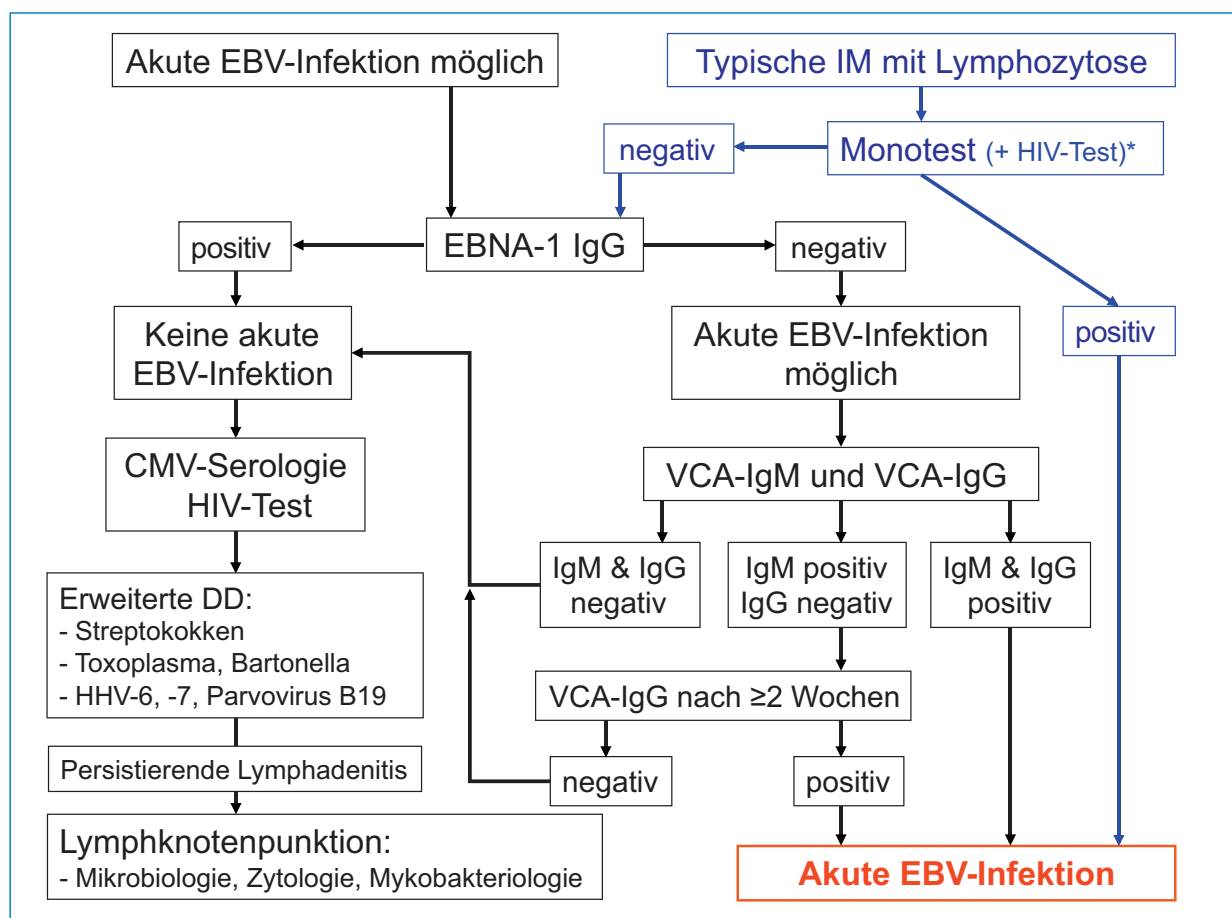 Akute EBV-Infektion möglich
Typische IM mit Lymphozytose
negativ
Monotest (+ HIV-Test)*
positiv
EBNA-1 IgG
negativ
Keine akute
EBV-Infektion
Akute EBV-Infektion
möglich
positiv
CMV-Serologie
HIV-Test
VCA-IgM und VCA-IgG
IgM & IgG
negativ
IgM positiv
IgG negativ
IgM & IgG
positiv
Erweiterte DD:
- Streptokokken
- Toxoplasma, Bartonella
- HHV-6, -7, Parvovirus B19
VCA-IgG nach ≥2 Wochen
Persistierende Lymphadenitis
negativ
positiv
Lymphknotenpunktion:
- Mikrobiologie, Zytologie, Mykobakteriologie
Akute EBV-Infektion